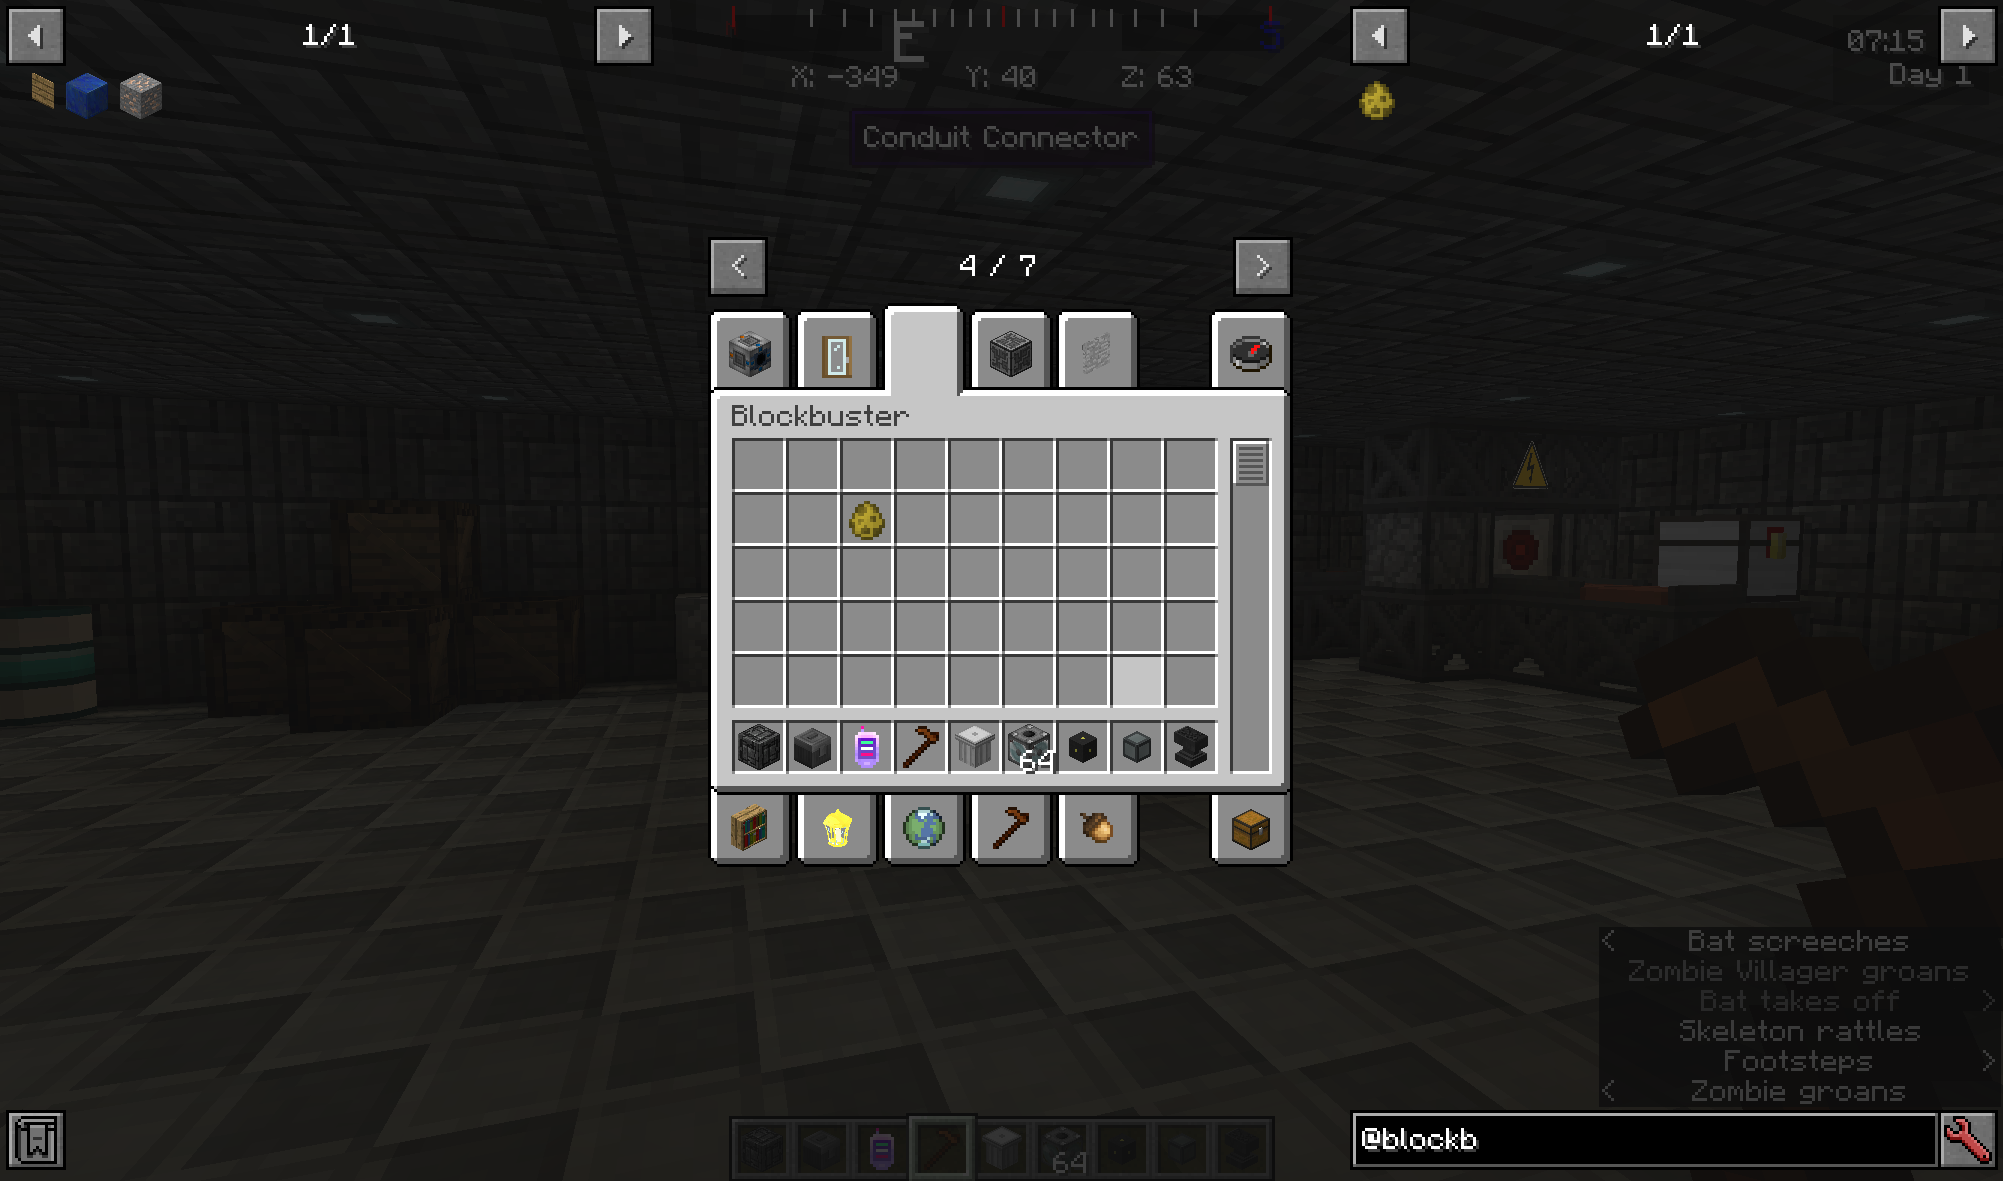 1/1
E
S
1/1
07:15
X: -349 Y: 40 Z: 63
Day 1
Conduit Connector
4 / 7
Blockbuster
64
Bat screeches
Zombie Villager groans
Bat takes off
Skeleton rattles
Footsteps
Zombie groans
64
@blockb